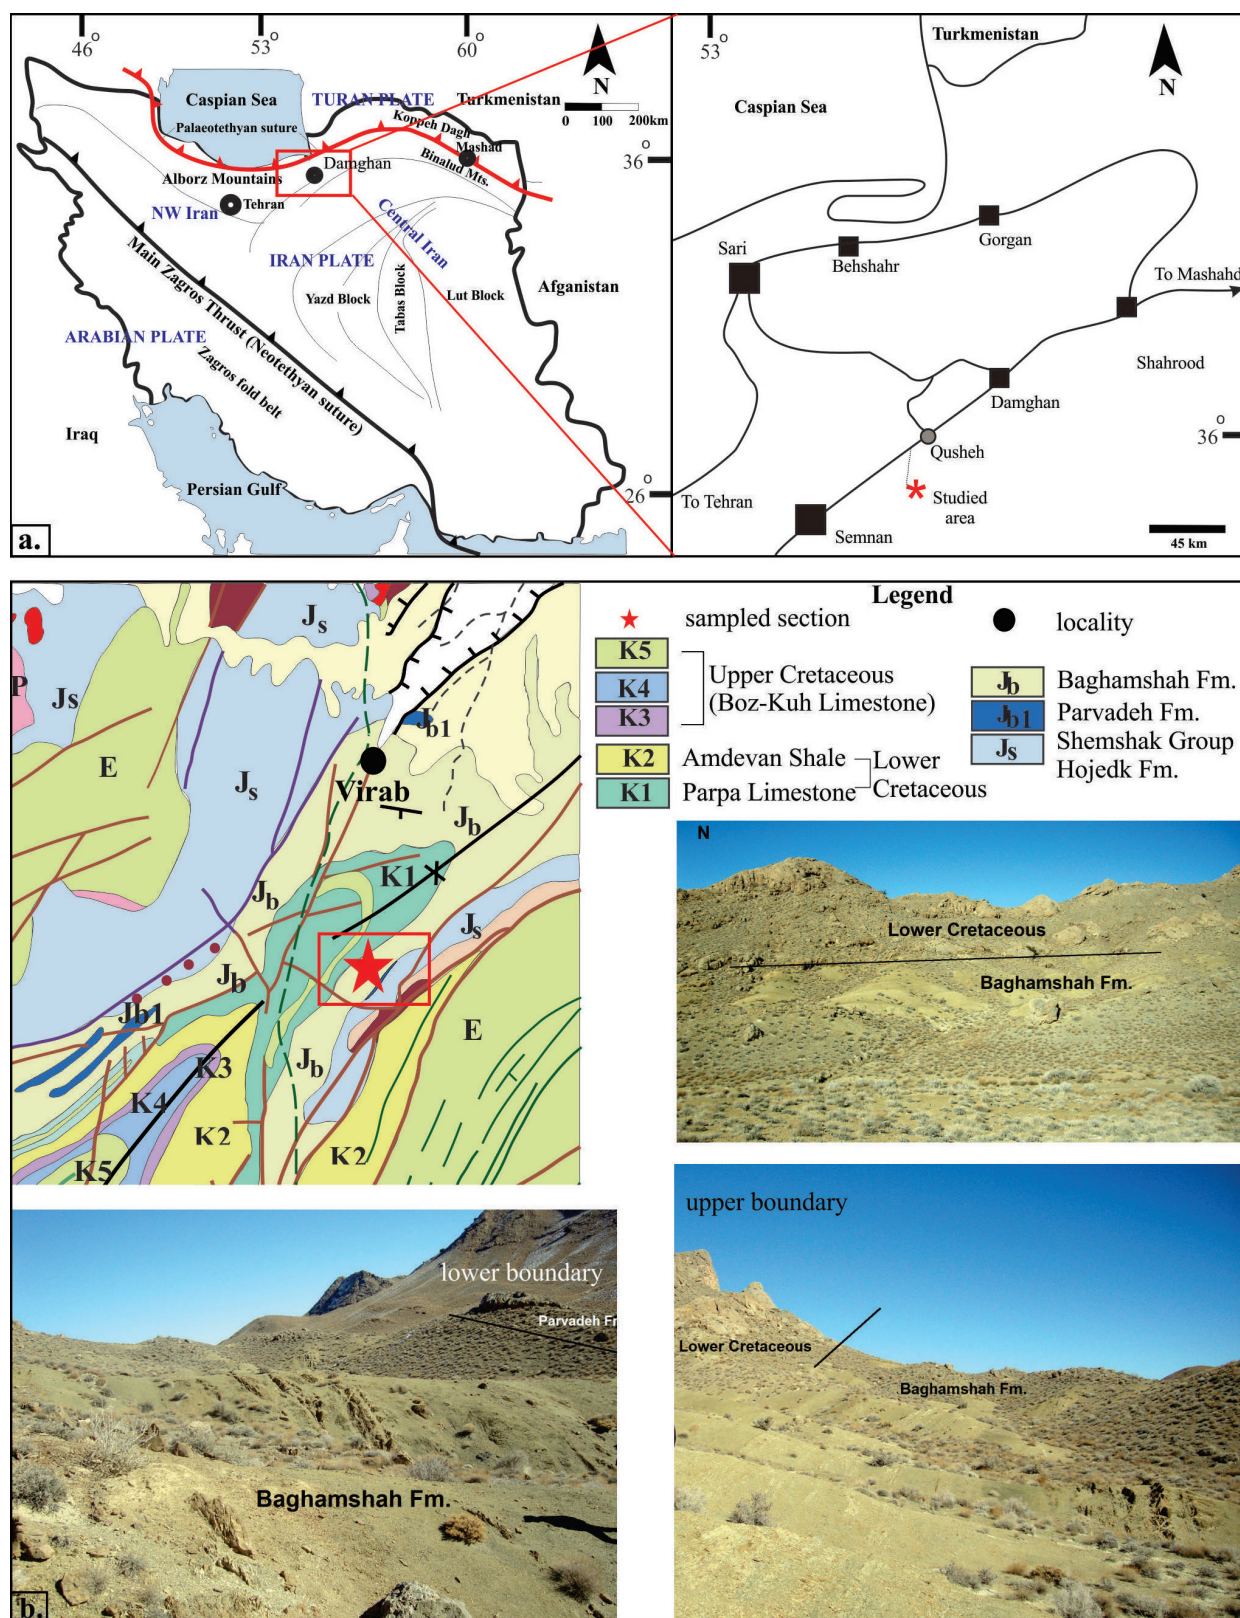 46°
53°
60°
N
0 100 200km
Caspian Sea
TURAN PLATE
Turkmenistan
Palaeotethyan suture
Koppeh Dagh
Mashad
Binalud Mts.
36
Damghan
Alborz Mountains
Tehran
NW Iran
Central Iran
IRAN PLATE
Yazd Block
Tabas Block
Lut Block
Afganistan
Main Zagros Thrust (Neotethyan suture)
ARABIAN PLATE
Zagros fold belt
Iraq
Persian Gulf
26°
a.
53°
Turkmenistan
N
Caspian Sea
Gorgan
Sari
Behshahr
To Mashahd
Shahrood
Damghan
36°
Qusheh
*
To Tehran
Studied
area
Semnan
45 km
Js
Js
P
E
Jb1
Virab
Js
Jb
K1
Jb
Js
Jb
Jb1
E
Jb
K3
K4
K2
K2
K5
Legend
sampled section
locality
K5
K4
K3
Upper Cretaceous
(Boz-Kuh Limestone)
K2 Amdevan Shale
K1 Parpa Limestone
Lower
Cretaceous
Jb Baghamshah Fm.
Jb1 Parvadeh Fm.
Js Shemshak Group
Hojedk Fm.
N
Lower Cretaceous
Baghamshah Fm.
lower boundary
Parvadeh F
Baghamshah Fm.
b.
upper boundary
Lower Cretaceous
Baghamshah Fm.